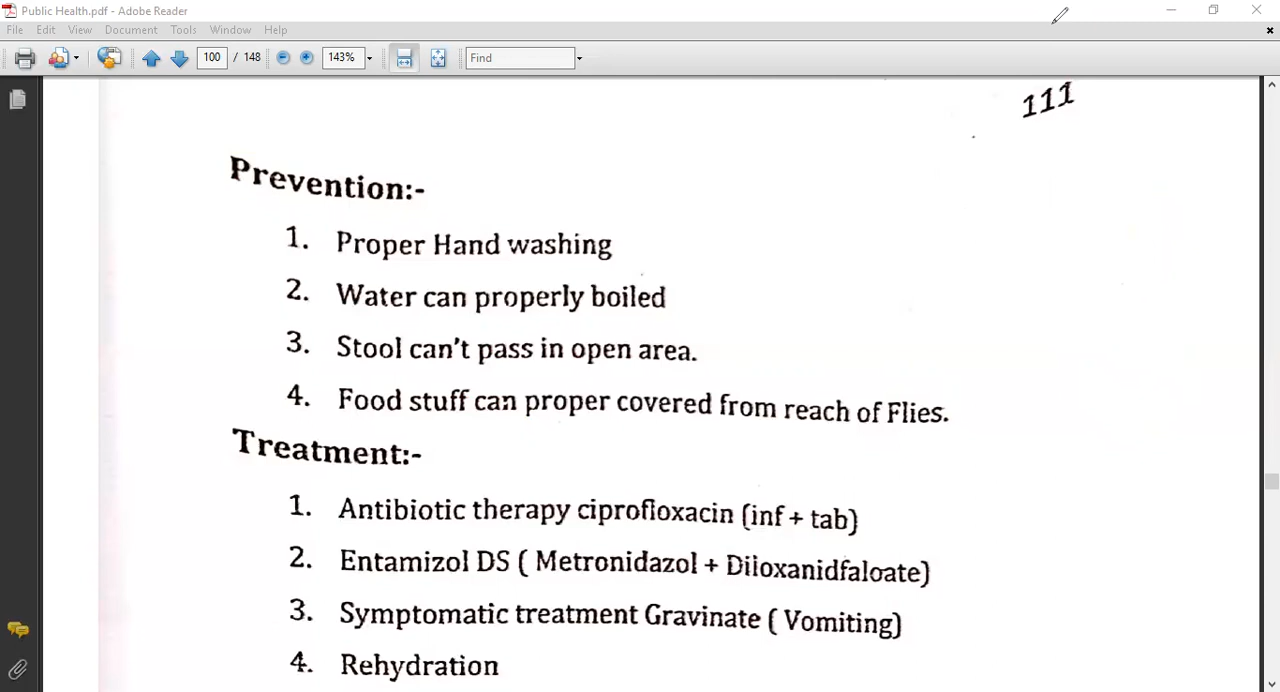 Public Health.pdf - Adobe Reader
File Edit View Document Tools Window Help
100 / 148 143% Find
111
Prevention:-
1. Proper Hand washing
2. Water can properly boiled
3. Stool can't pass in open area.
4. Food stuff can proper covered from reach of Flies.
Treatment:-
1. Antibiotic therapy ciprofloxacin (inf + tab)
2. Entamizol DS ( Metronidazol + Diloxanidfaloate)
3. Symptomatic treatment Gravinate ( Vomiting)
4. Rehydration